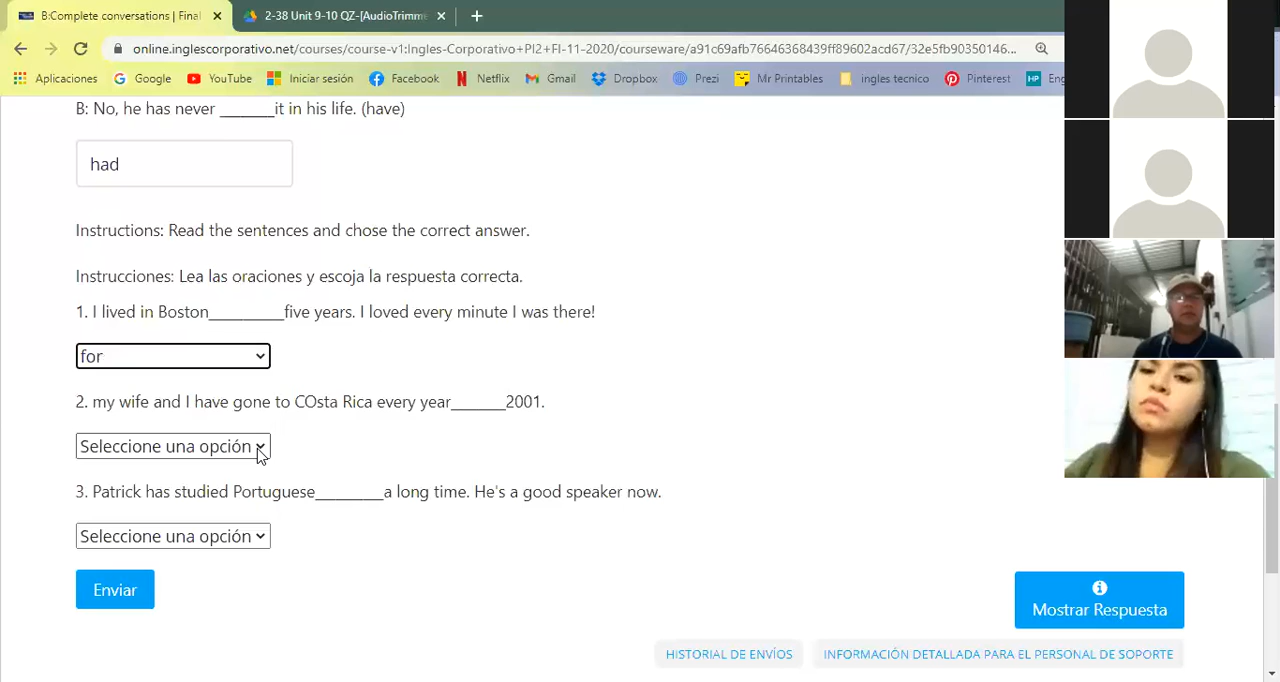 B:Complete conversations | Final
2-38 Unit 9-10 QZ-[AudioTrimme
online.inglescorporativo.net/courses/course-v1:Ingles-Corporativo+PI2+FI-11-2020/courseware/a91c69afb76646368439ff89602acd67/32e5fb90350146...
Aplicaciones Google YouTube Iniciar sesión Facebook Netflix Gmail Dropbox Prezi Mr Printables ingles tecnico Pinterest HP Eng
B: No, he has never ______it in his life. (have)
had
Instructions: Read the sentences and chose the correct answer.
Instrucciones: Lea las oraciones y escoja la respuesta correcta.
1. I lived in Boston________five years. I loved every minute I was there!
for
2. my wife and I have gone to COsta Rica every year______2001.
Seleccione una opción
3. Patrick has studied Portuguese________a long time. He's a good speaker now.
Seleccione una opción
Enviar
Mostrar Respuesta
HISTORIAL DE ENVÍOS
INFORMACIÓN DETALLADA PARA EL PERSONAL DE SOPORTE